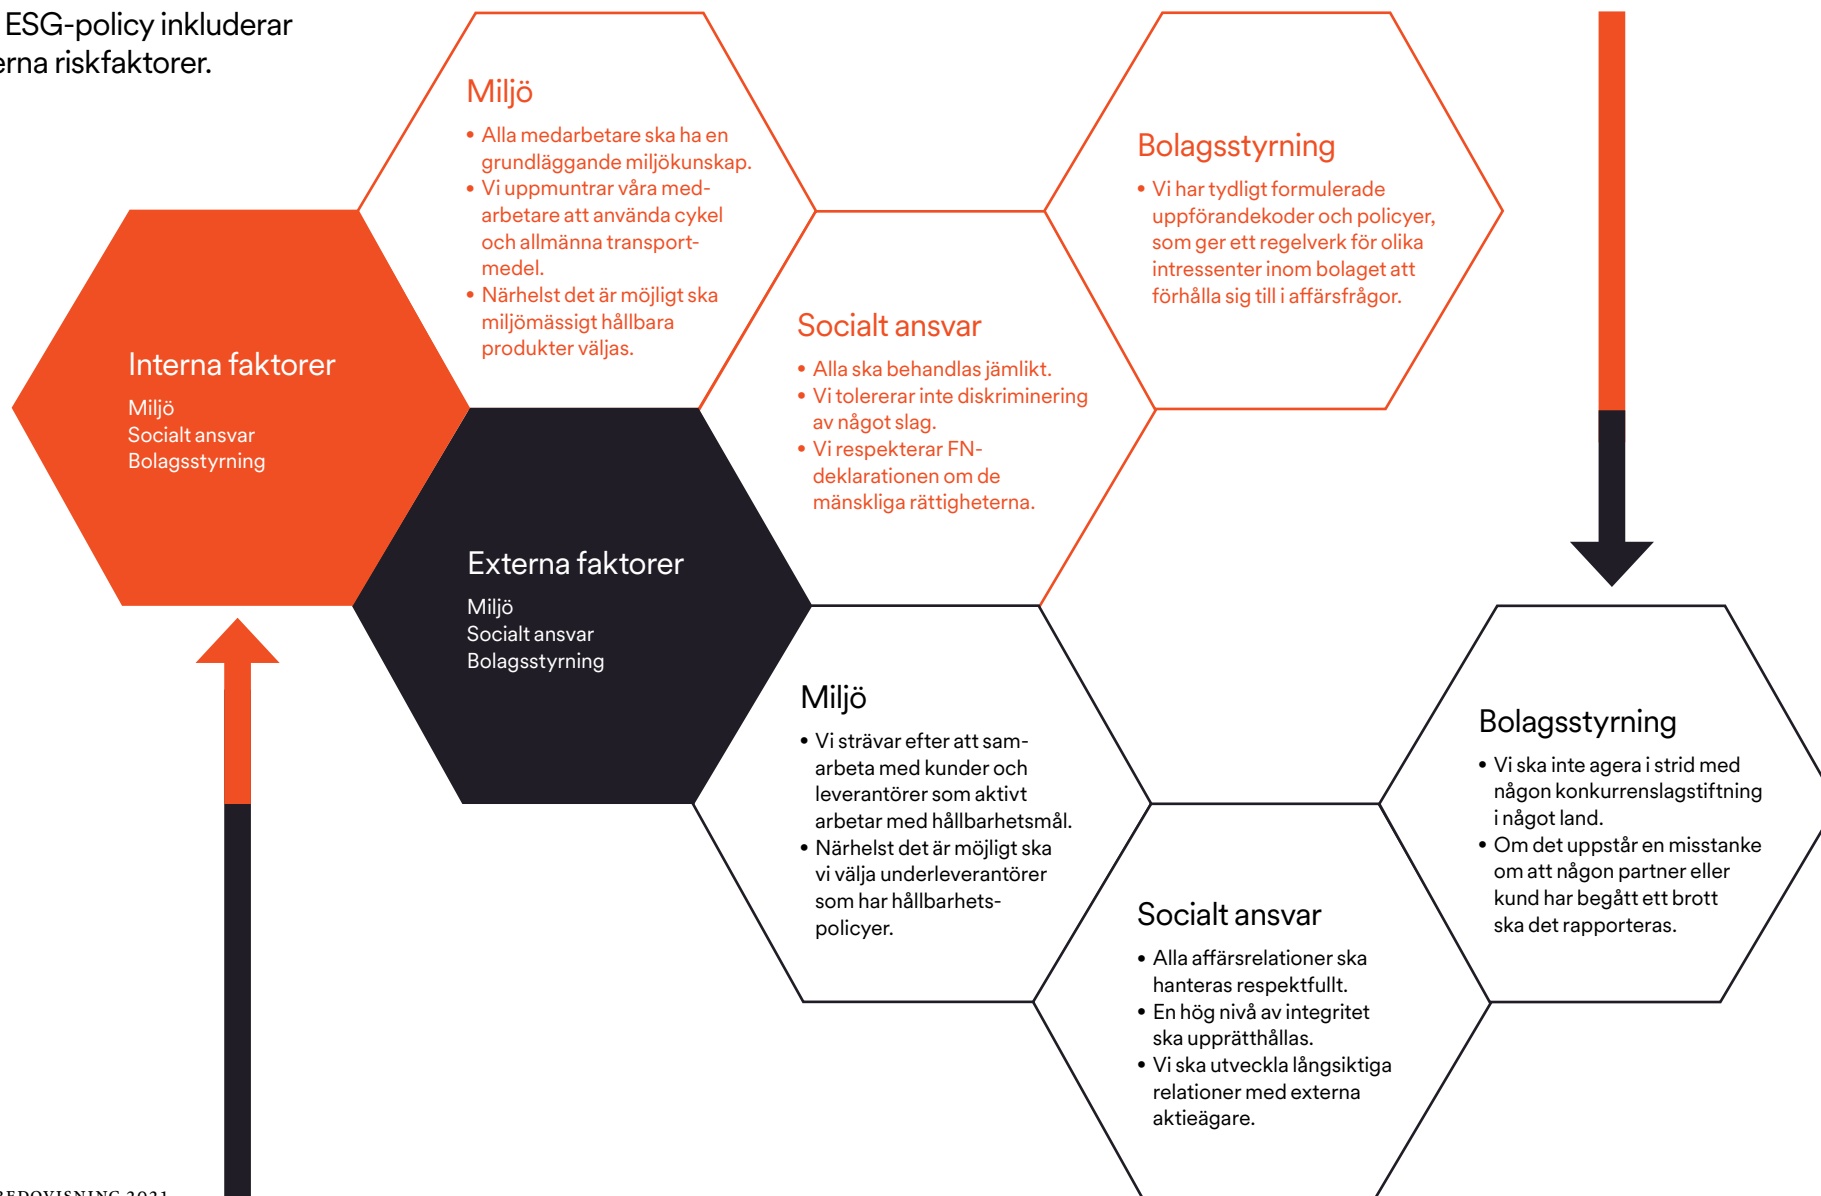 ESG-policy inkluderar
riskfaktorer.
Miljö
• Alla medarbetare ska ha en
grundläggande miljökunskap.
• Vi uppmuntrar våra med-
arbetare att använda cykel
och allmänna transport-
medel.
• Närhelst det är möjligt ska
miljömässigt hållbara
produkter väljas.
Bolagsstyrning
• Vi har tydligt formulerade
uppförandekoder och policyer,
som ger ett regelverk för olika
intressenter inom bolaget att
förhålla sig till i affärsfrågor.
Socialt ansvar
• Alla ska behandlas jämlikt.
• Vi tolererar inte diskriminering
av något slag.
• Vi respekterar FN-
deklarationen om de
mänskliga rättigheterna.
Interna faktorer
Miljö
Socialt ansvar
Bolagsstyrning
Externa faktorer
Miljö
Socialt ansvar
Bolagsstyrning
Miljö
• Vi strävar efter att sam-
arbeta med kunder och
leverantörer som aktivt
arbetar med hållbarhetsmål.
• Närhelst det är möjligt ska
vi välja underleverantörer
som har hållbarhets-
policyer.
Socialt ansvar
• Alla affärsrelationer ska
hanteras respektfullt.
• En hög nivå av integritet
ska upprätthållas.
• Vi ska utveckla långsiktiga
relationer med externa
aktieägare.
Bolagsstyrning
• Vi ska inte agera i strid med
någon konkurrenslagstiftning
i något land.
• Om det uppstår en misstanke
om att någon partner eller
kund har begått ett brott
ska det rapporteras.
2021